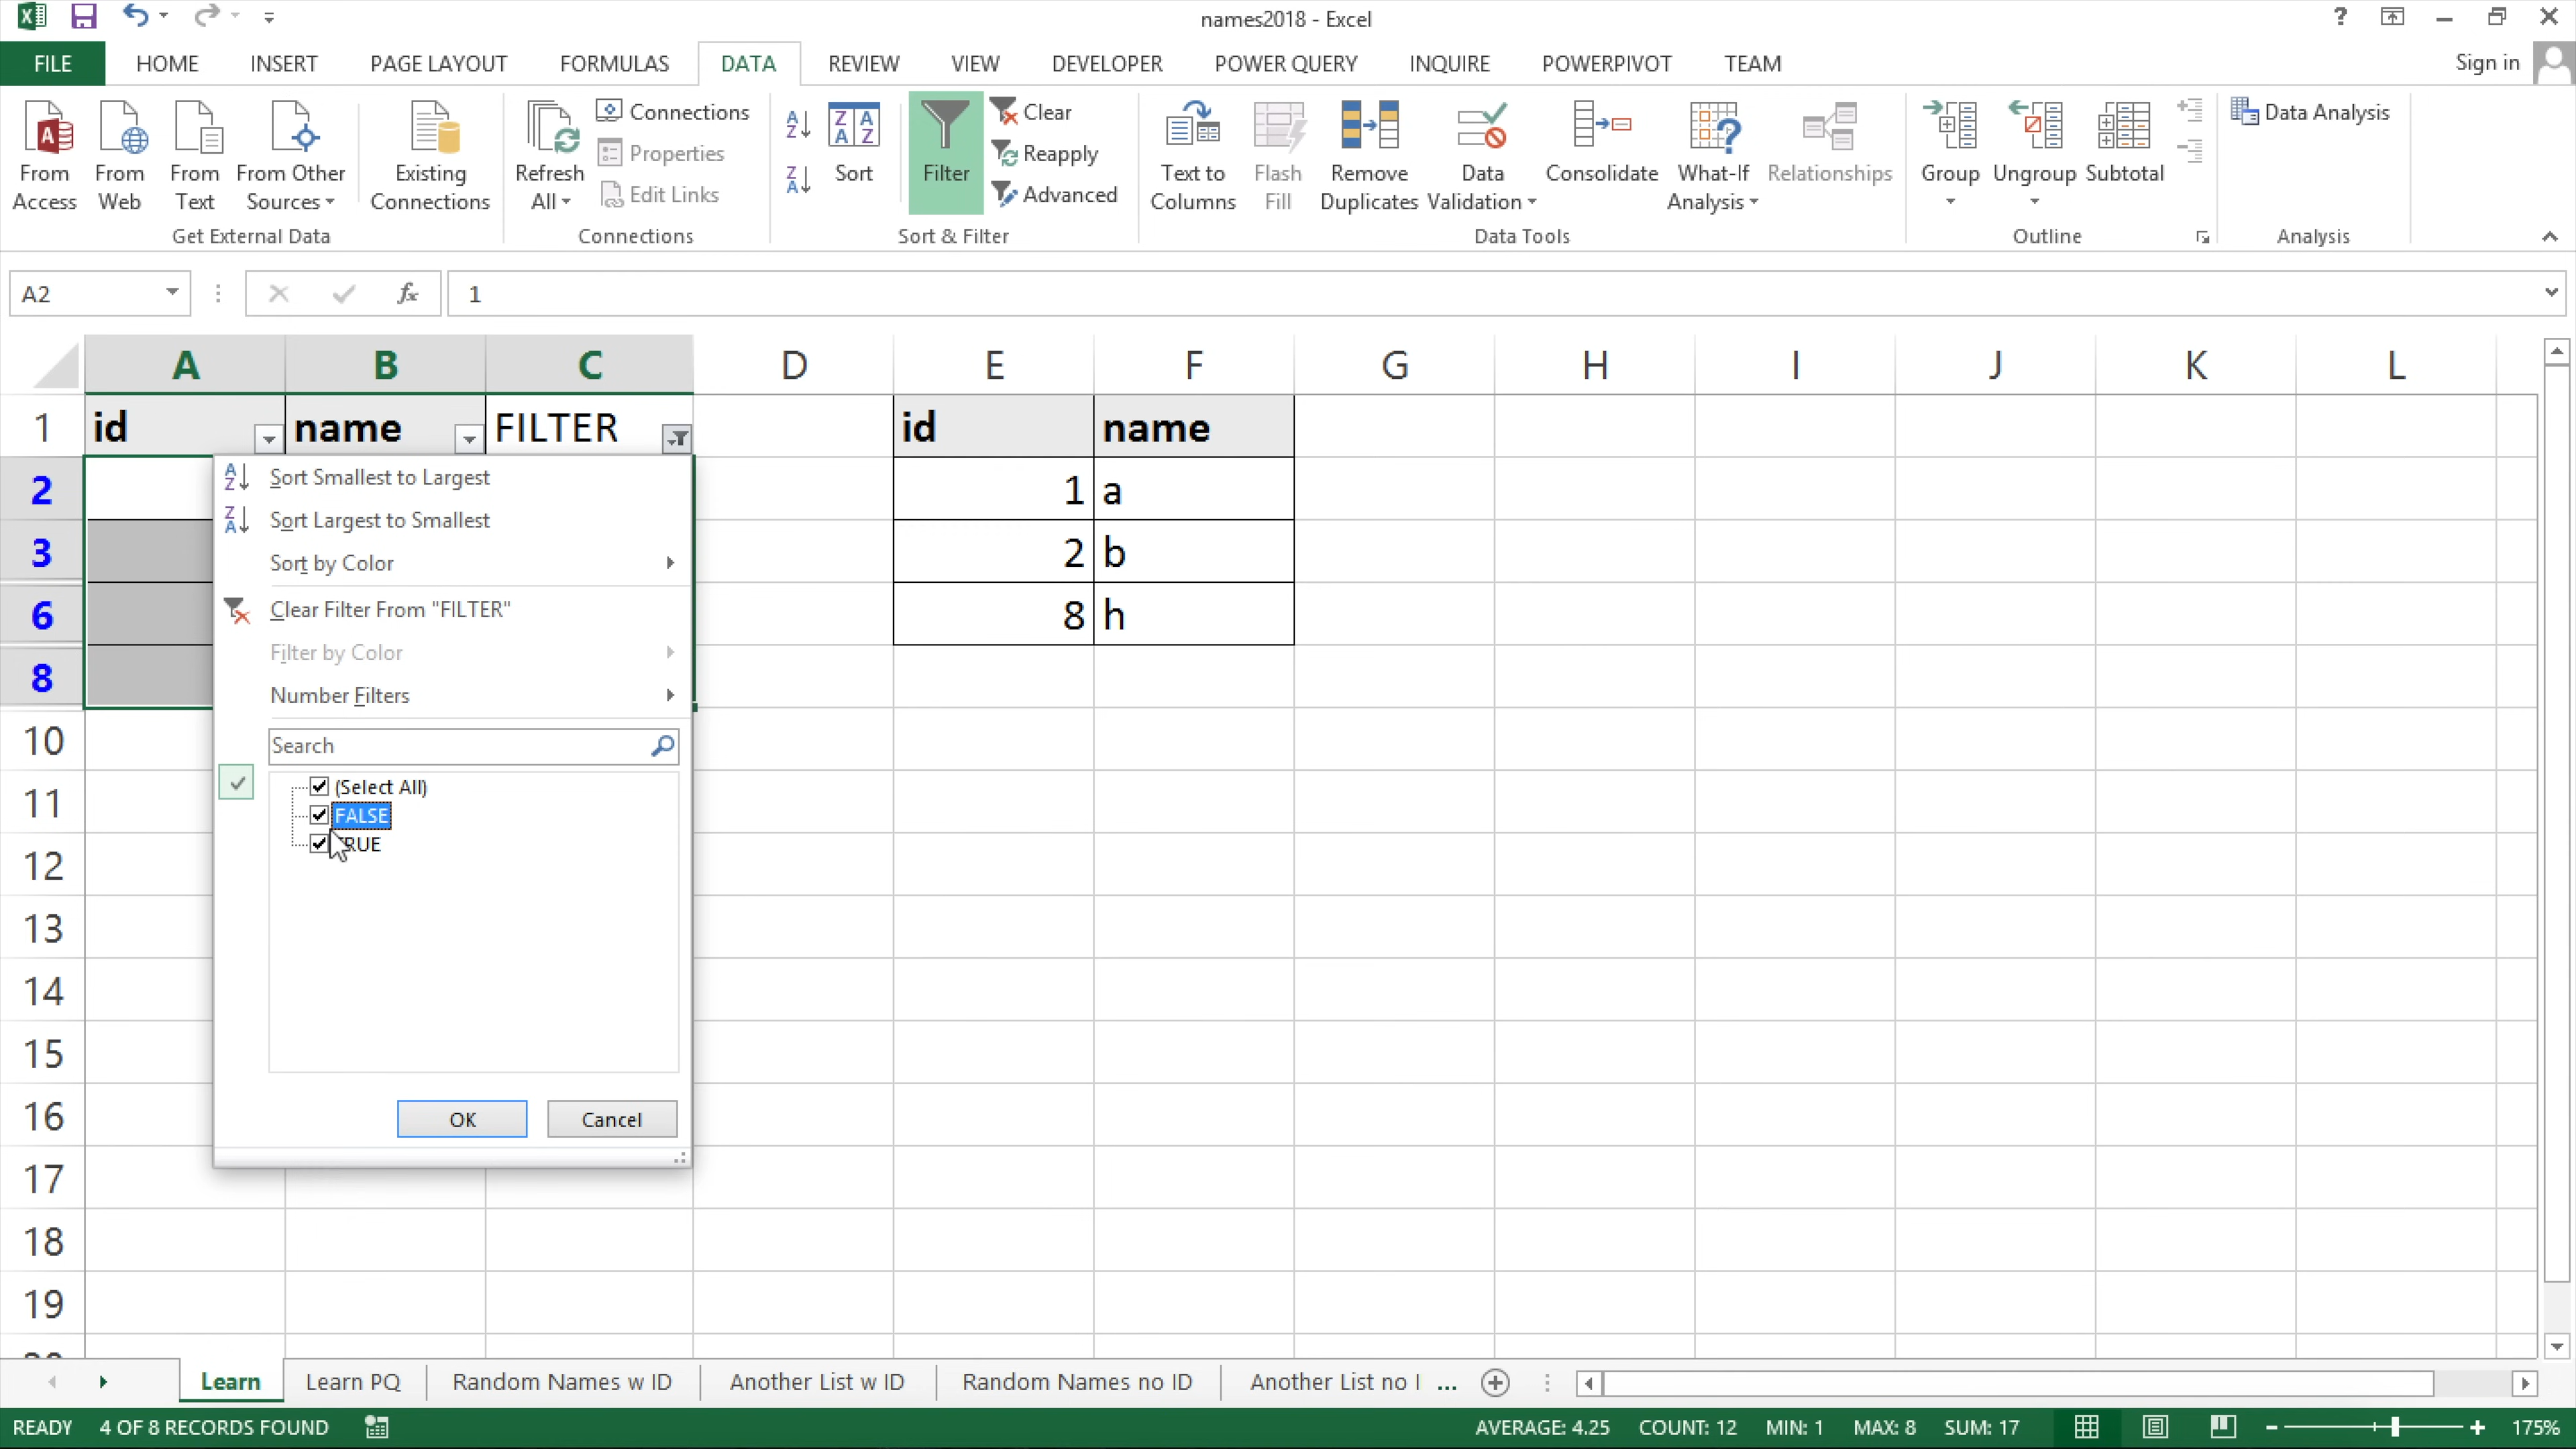 names2018 - Excel
?
FILE HOME INSERT PAGE LAYOUT FORMULAS DATA REVIEW VIEW DEVELOPER POWER QUERY INQUIRE POWERPIVOT TEAM Sign in
From Access
From Web
From Text
From Other Sources
Existing Connections
Get External Data
Refresh All
Connections
Properties
Edit Links
Connections
Sort
Filter
Clear
Reapply
Advanced
Sort & Filter
Text to Columns
Flash Fill
Remove Duplicates
Data Validation
Consolidate
What-If Analysis
Relationships
Data Tools
Group
Ungroup
Subtotal
Outline
Data Analysis
Analysis
A2 fx 1
A B C D E F G H I J K L
1 id name FILTER id name
2 1 a
3 2 b
6 8 h
8
10
11
12
13
14
15
16
17
18
19
Sort Smallest to Largest
Sort Largest to Smallest
Sort by Color
Clear Filter From "FILTER"
Filter by Color
Number Filters
Search
(Select All)
FALSE
RUE
OK Cancel
Learn Learn PQ Random Names w ID Another List w ID Random Names no ID Another List no I ...
READY 4 OF 8 RECORDS FOUND AVERAGE: 4.25 COUNT: 12 MIN: 1 MAX: 8 SUM: 17 175%